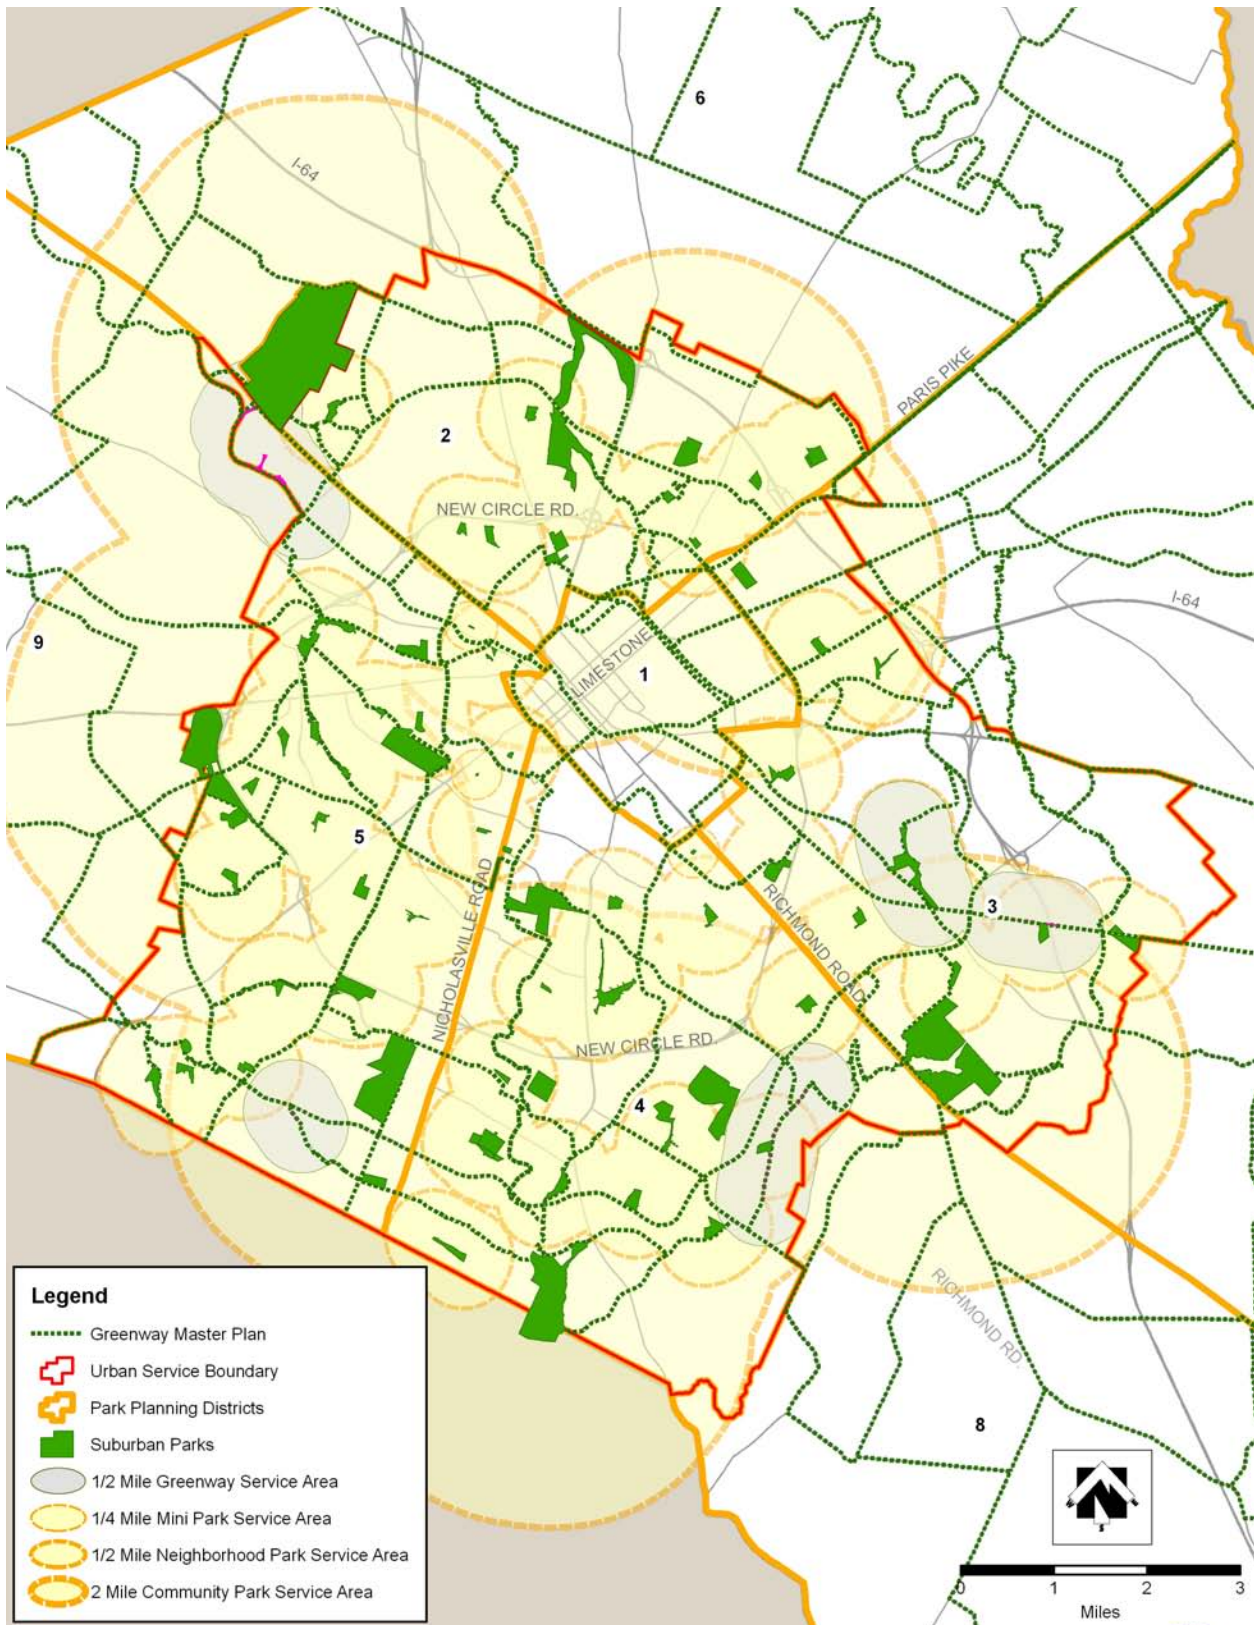 6
I-64
PARIS PIKE
2
NEW CIRCLE RD.
I-64
9
LIMESTONE
1
5
NICHOLASVILLE ROAD
RICHMOND ROAD
3
NEW CIRCLE RD.
4
RICHMOND RD.
8
Legend
Greenway Master Plan
Urban Service Boundary
Park Planning Districts
Suburban Parks
1/2 Mile Greenway Service Area
1/4 Mile Mini Park Service Area
1/2 Mile Neighborhood Park Service Area
2 Mile Community Park Service Area
0 1 2 3
Miles